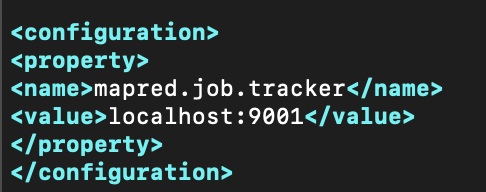 <configuration>
<property>
<name>mapred.job.tracker</name>
<value>localhost:9001</value>
</property>
</configuration>